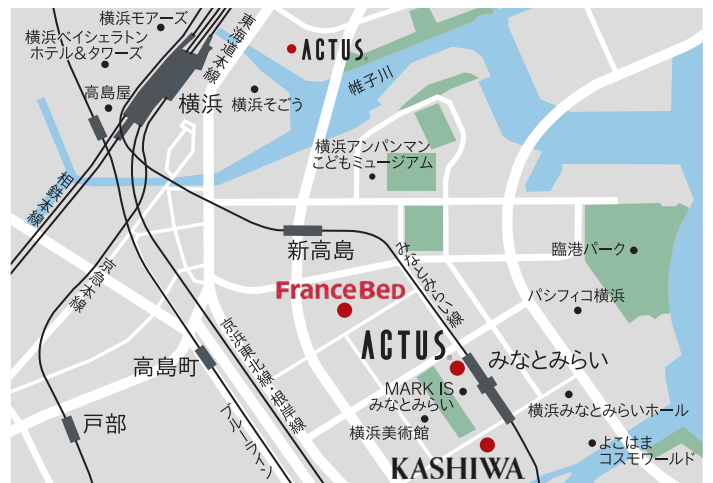 横浜モアーズ
横浜ベイシェラトン
ホテル&タワーズ
高島屋
横浜
東海道本線
ACTUS®
横浜そごう
帷子川
横浜アンパンマン
こどもミュージアム
相鉄本線
京急本線
新高島
みなとみらい線
臨港パーク
パシフィコ横浜
FRANCEBED
ACTUS®
みなとみらい
高島町
京浜東北線・根岸線
ブルーライン
戸部
MARK IS
みなとみらい
横浜美術館
横浜みなとみらいホール
よこはま
コスモワールド
KASHIWA